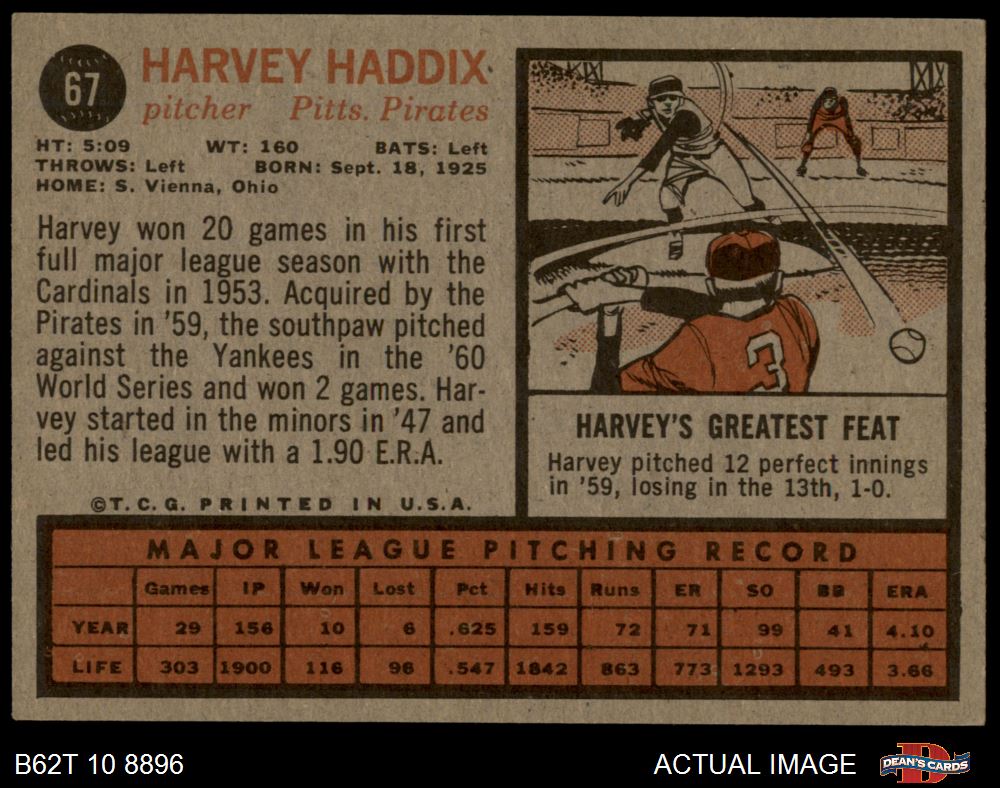 67
HARVEY HADDIX
pitcher Pitts. Pirates
HT: 5:09 WT: 160 BATS: Left
THROWS: Left BORN: Sept. 18, 1925
HOME: S. Vienna, Ohio
Harvey won 20 games in his first
full major league season with the
Cardinals in 1953. Acquired by the
Pirates in '59, the southpaw pitched
against the Yankees in the '60
World Series and won 2 games. Har-
vey started in the minors in '47 and
led his league with a 1.90 E.R.A.
©T.C.G. PRINTED IN U.S.A.
3
HARVEY'S GREATEST FEAT
Harvey pitched 12 perfect innings
in '59, losing in the 13th, 1-0.
MAJOR LEAGUE PITCHING RECORD
Games IP Won Lost Pct Hits Runs ER SO BB ERA
YEAR 29 156 10 6 .625 159 72 71 99 41 4.10
LIFE 303 1900 116 96 .547 1842 863 773 1293 493 3.66
B62T 10 8896 ACTUAL IMAGE DEAN'S CARDS